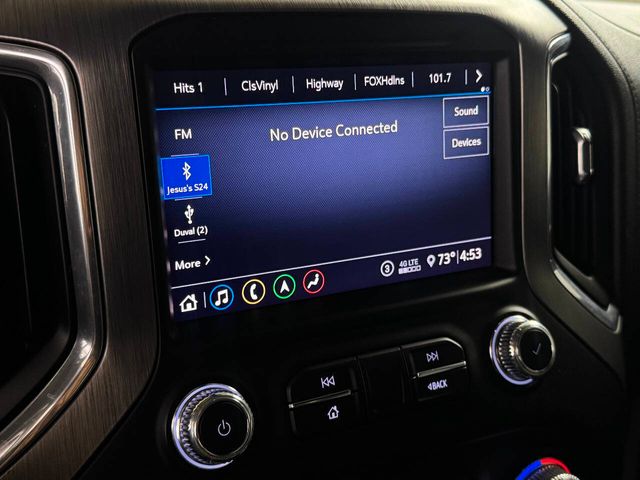 Hits 1 ClsVinyl Highway FOXHdlns 101.7
FM
No Device Connected
Sound
Devices
Jesus's S24
Duval (2)
More
3 4G LTE 73° 4:53
BACK